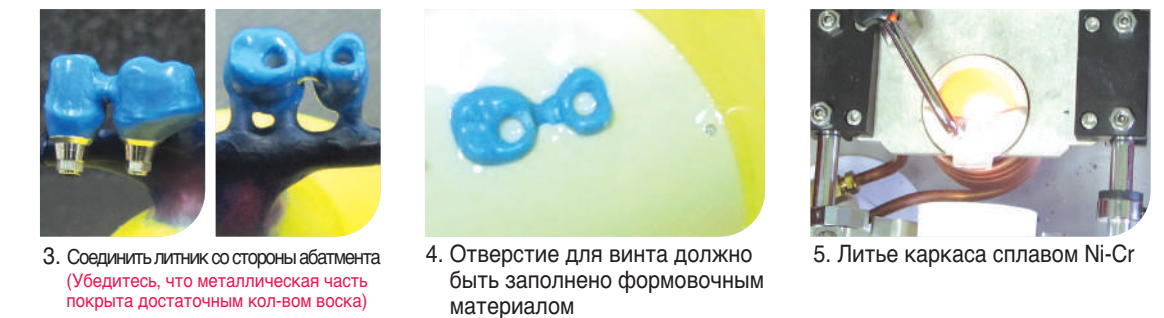 3. Соединить литник со стороны абатмента
(Убедитесь, что металлическая часть
покрыта достаточным кол-вом воска)
4. Отверстие для винта должно
быть заполнено формовочным
материалом
5. Литье каркаса сплавом Ni-Cr